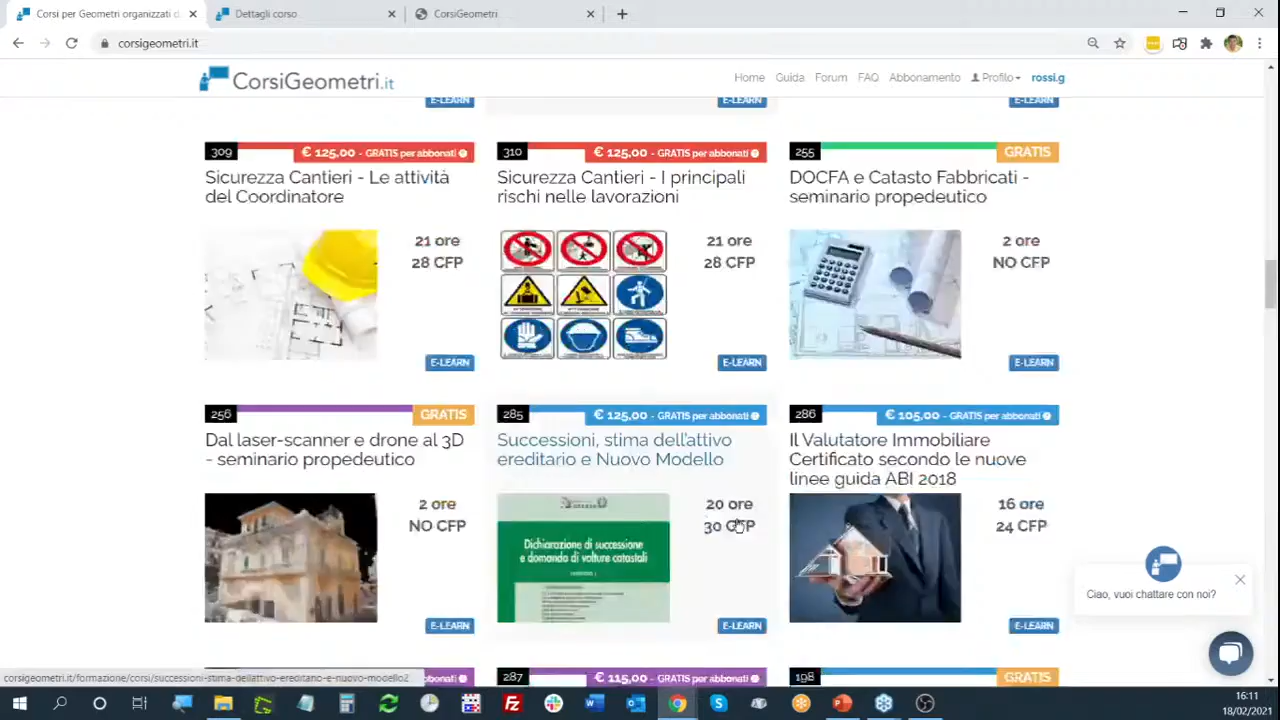 Corsi per Geometri organizzati d
Dettagli corso
CorsiGeometri
corsigeometri.it
CorsiGeometri.it
Home
Guida
Forum
FAQ
Abbonamento
Profilo
rossi.g
E-LEARN
E-LEARN
E-LEARN
309
€ 125,00 - GRATIS per abbonati
310
€ 125,00 - GRATIS per abbonati
255
GRATIS
Sicurezza Cantieri - Le attività
del Coordinatore
Sicurezza Cantieri - I principali
rischi nelle lavorazioni
DOCFA e Catasto Fabbricati -
seminario propedeutico
21 ore
28 CFP
21 ore
28 CFP
2 ore
NO CFP
E-LEARN
E-LEARN
E-LEARN
256
GRATIS
285
€ 125,00 - GRATIS per abbonati
286
€ 105,00 - GRATIS per abbonati
Dal laser-scanner e drone al 3D
- seminario propedeutico
Successioni, stima dell'attivo
ereditario e Nuovo Modello
Il Valutatore Immobiliare
Certificato secondo le nuove
linee guida ABI 2018
2 ore
NO CFP
Dichiarazione di successione
e domanda di volture catastali
20 ore
30 CFP
16 ore
24 CFP
E-LEARN
E-LEARN
E-LEARN
Ciao, vuoi chattare con noi?
corsigeometri.it/formazione/corsi/successioni-stima-dellattivo-ereditario-e-nuovo-modello2
per abbonati
287
€ 115,00 - GRATIS per abbonati
198
GRATIS
16:11
18/02/2021